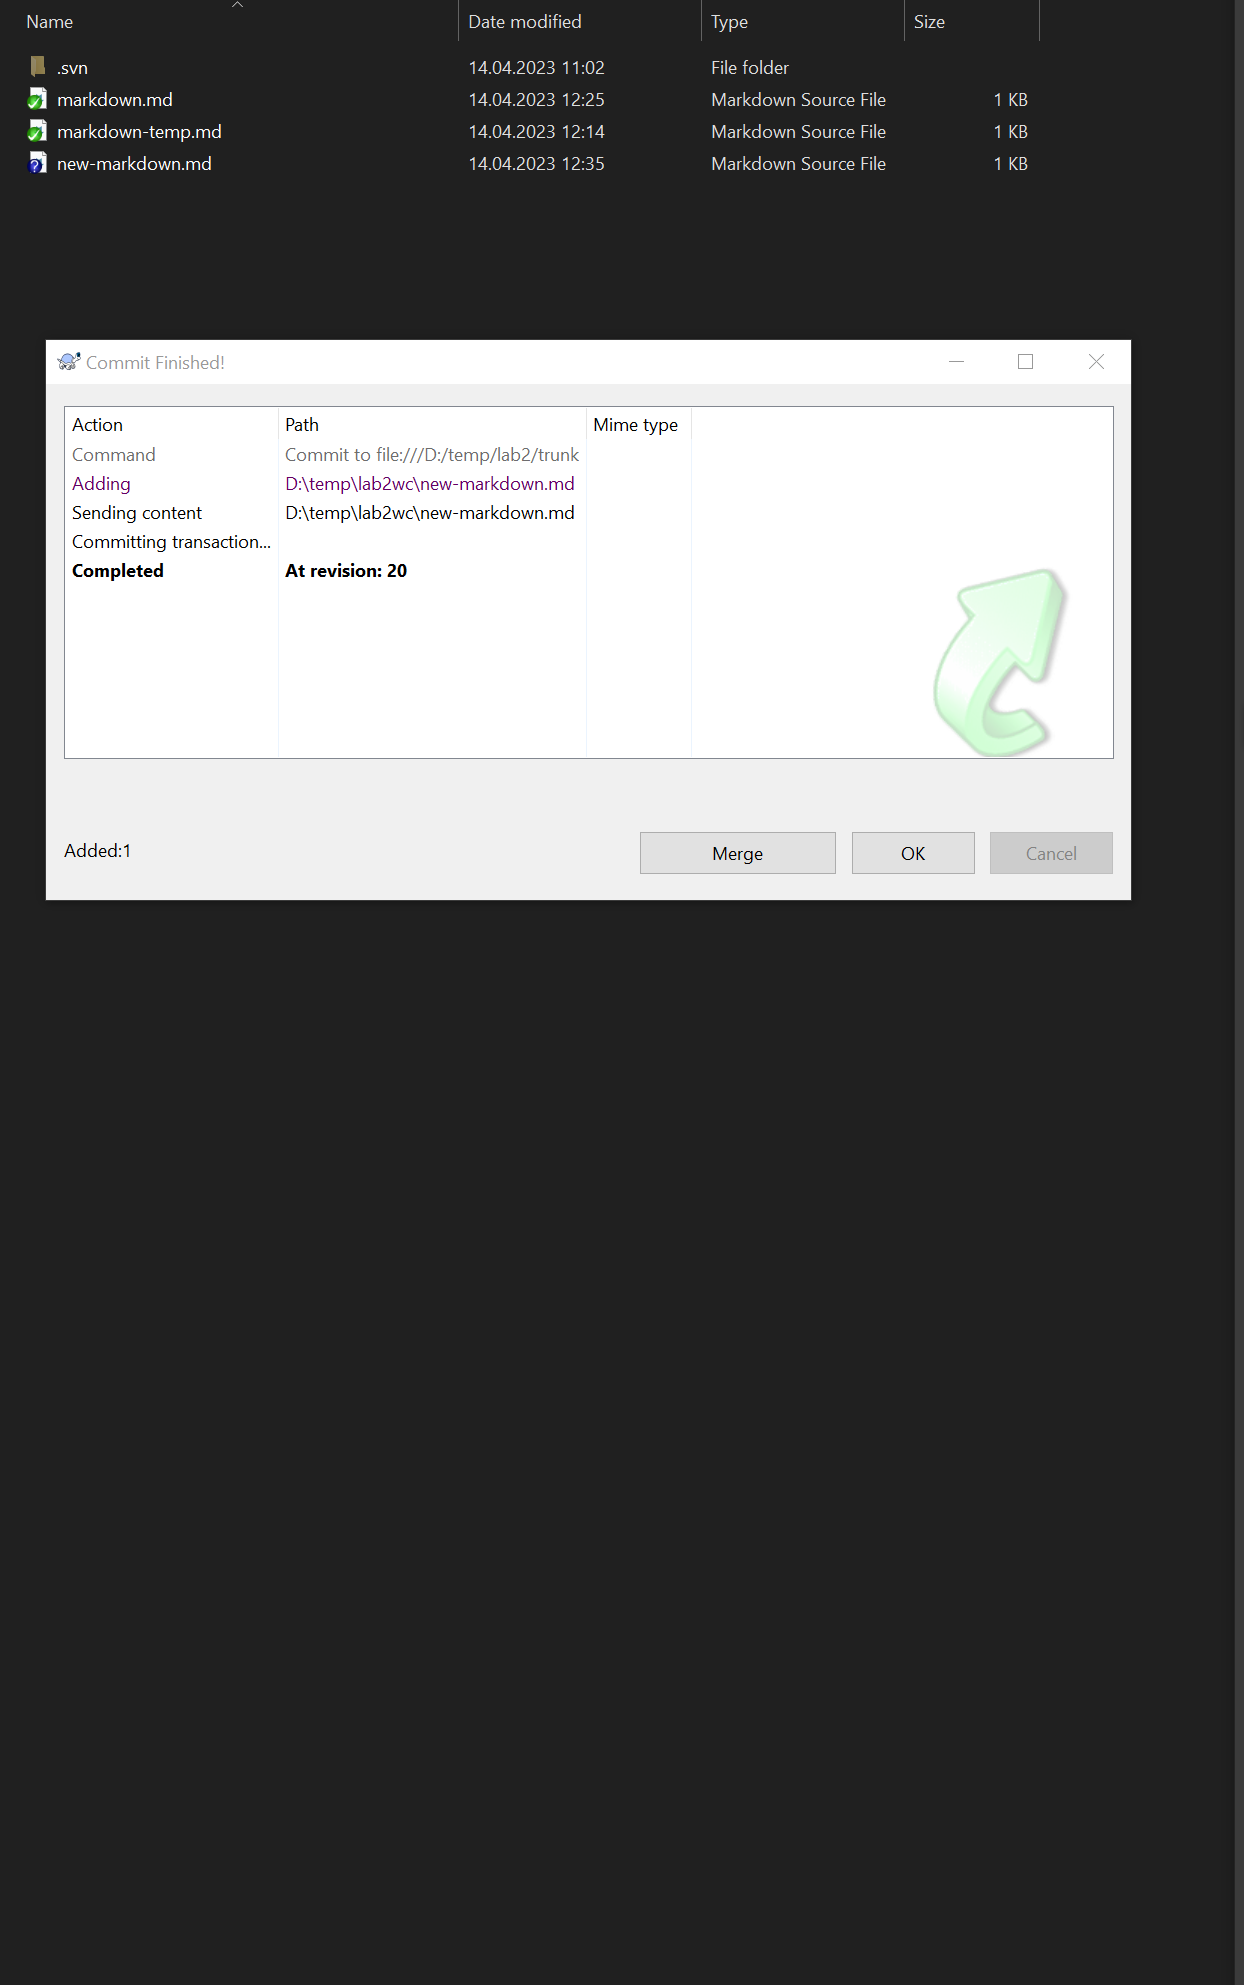 Name Date modified Type Size
.svn 14.04.2023 11:02 File folder
markdown.md 14.04.2023 12:25 Markdown Source File 1 KB
markdown-temp.md 14.04.2023 12:14 Markdown Source File 1 KB
new-markdown.md 14.04.2023 12:35 Markdown Source File 1 KB
Commit Finished!
Action Path Mime type
Command Commit to file:///D:/temp/lab2/trunk
Adding D:\temp\lab2wc\new-markdown.md
Sending content D:\temp\lab2wc\new-markdown.md
Committing transaction...
Completed At revision: 20
Added:1 Merge OK Cancel